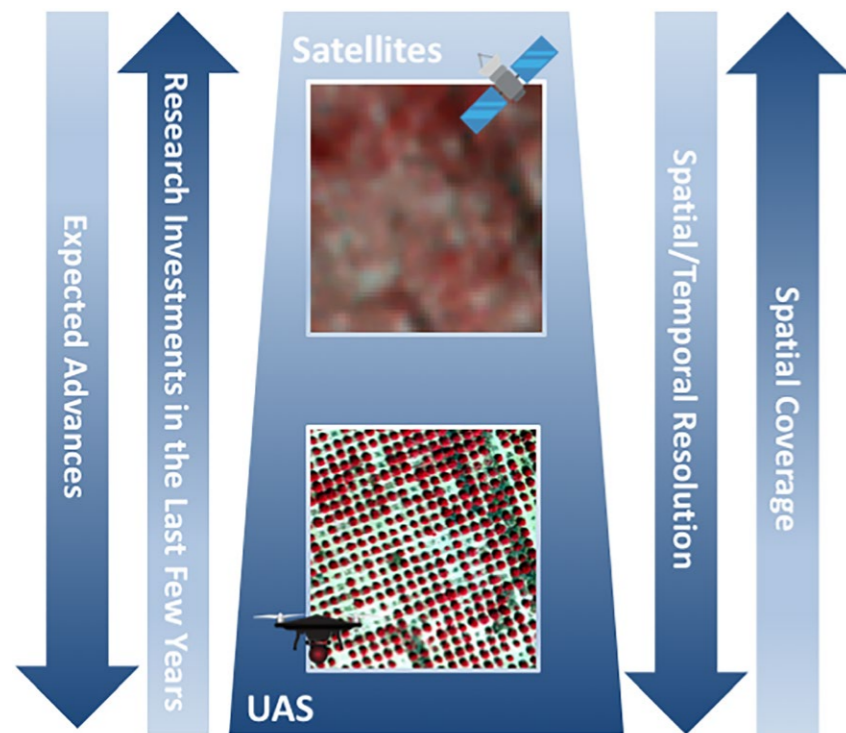 Satellites
Expected Advances
Research Investments in the Last Few Years
Spatial/Temporal Resolution
Spatial Coverage
UAS